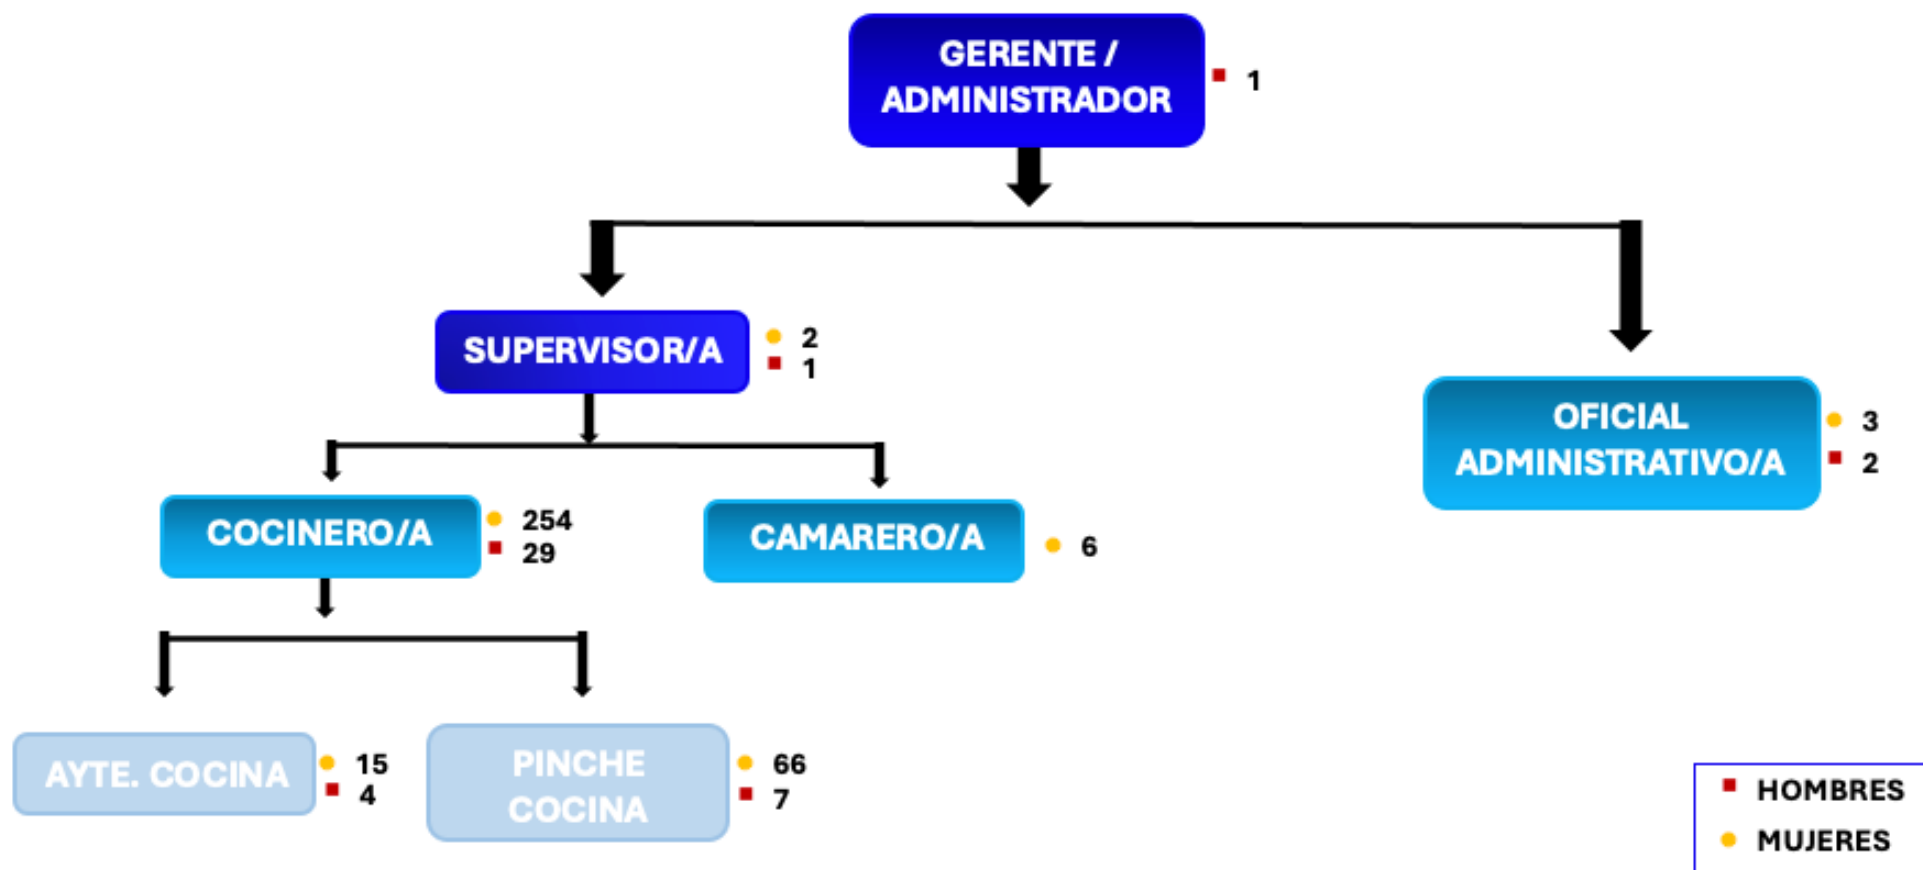 GERENTE /
ADMINISTRADOR
1
SUPERVISOR/A
2
1
OFICIAL
ADMINISTRATIVO/A
3
2
COCINERO/A
254
29
CAMARERO/A
6
AYTE. COCINA
15
4
PINCHE
COCINA
66
7
HOMBRES
MUJERES